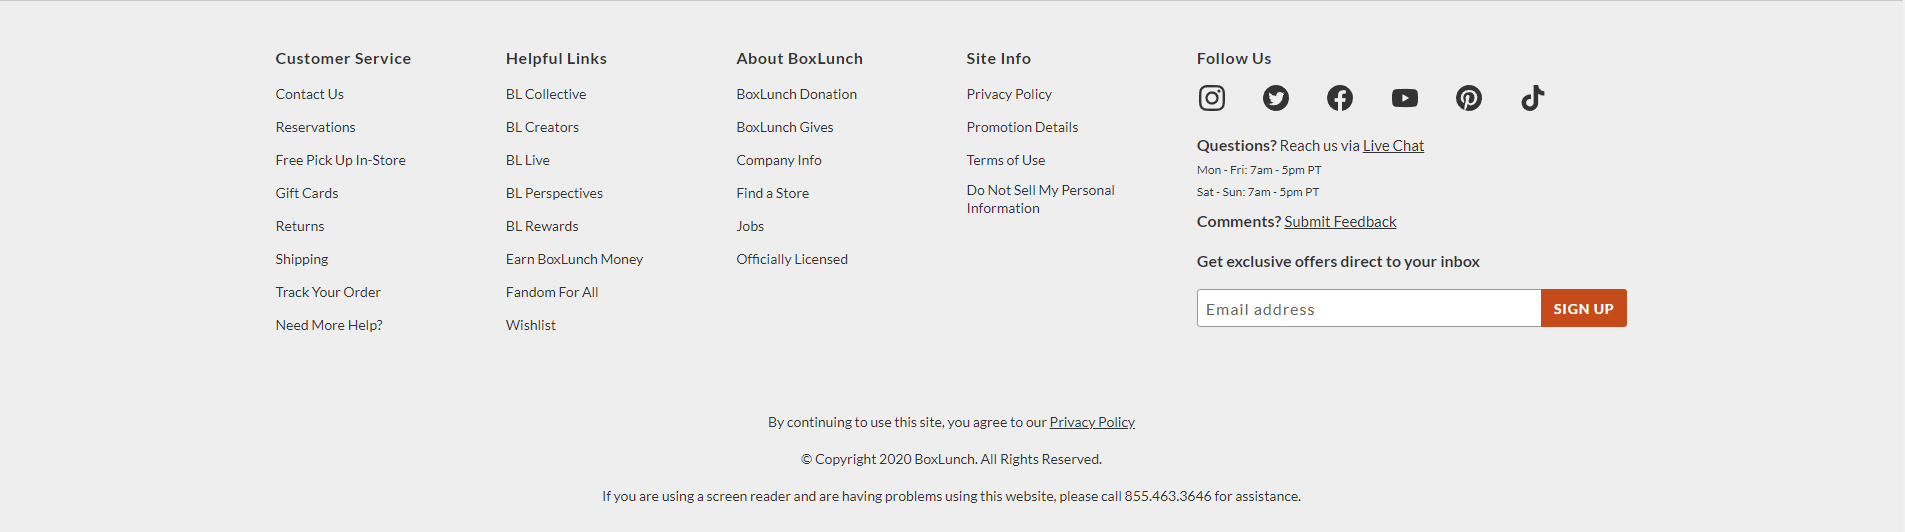 Customer Service
Contact Us
Reservations
Free Pick Up In-Store
Gift Cards
Returns
Shipping
Track Your Order
Need More Help?
Helpful Links
BL Collective
BL Creators
BL Live
BL Perspectives
BL Rewards
Earn BoxLunch Money
Fandom For All
Wishlist
About BoxLunch
BoxLunch Donation
BoxLunch Gives
Company Info
Find a Store
Jobs
Officially Licensed
Site Info
Privacy Policy
Promotion Details
Terms of Use
Do Not Sell My Personal
Information
Follow Us
Questions? Reach us via Live Chat
Mon - Fri: 7am - 5pm PT
Sat - Sun: 7am - 5pm PT
Comments? Submit Feedback
Get exclusive offers direct to your inbox
Email address SIGN UP
By continuing to use this site, you agree to our Privacy Policy
© Copyright 2020 BoxLunch. All Rights Reserved.
If you are using a screen reader and are having problems using this website, please call 855.463.3646 for assistance.